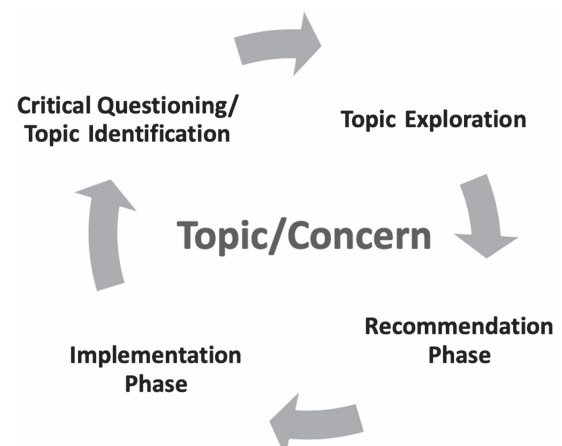 Critical Questioning/
Topic Identification
Topic Exploration
Topic/Concern
Recommendation
Phase
Implementation
Phase